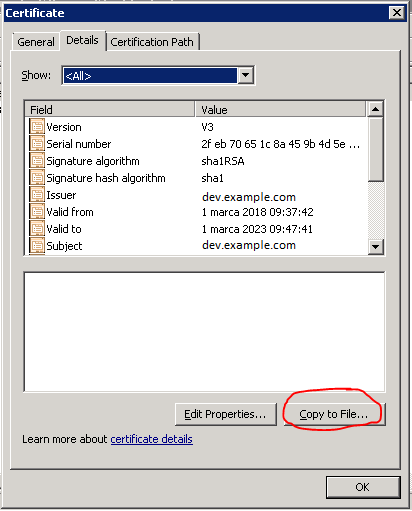 Certificate
General Details Certification Path
Show: <All>
Field Value
Version V3
Serial number 2f eb 70 65 1c 8a 45 9b 4d 5e ...
Signature algorithm sha1RSA
Signature hash algorithm sha1
Issuer dev.example.com
Valid from 1 marca 2018 09:37:42
Valid to 1 marca 2023 09:47:41
Subject dev.example.com
Edit Properties... Copy to File...
Learn more about certificate details
OK